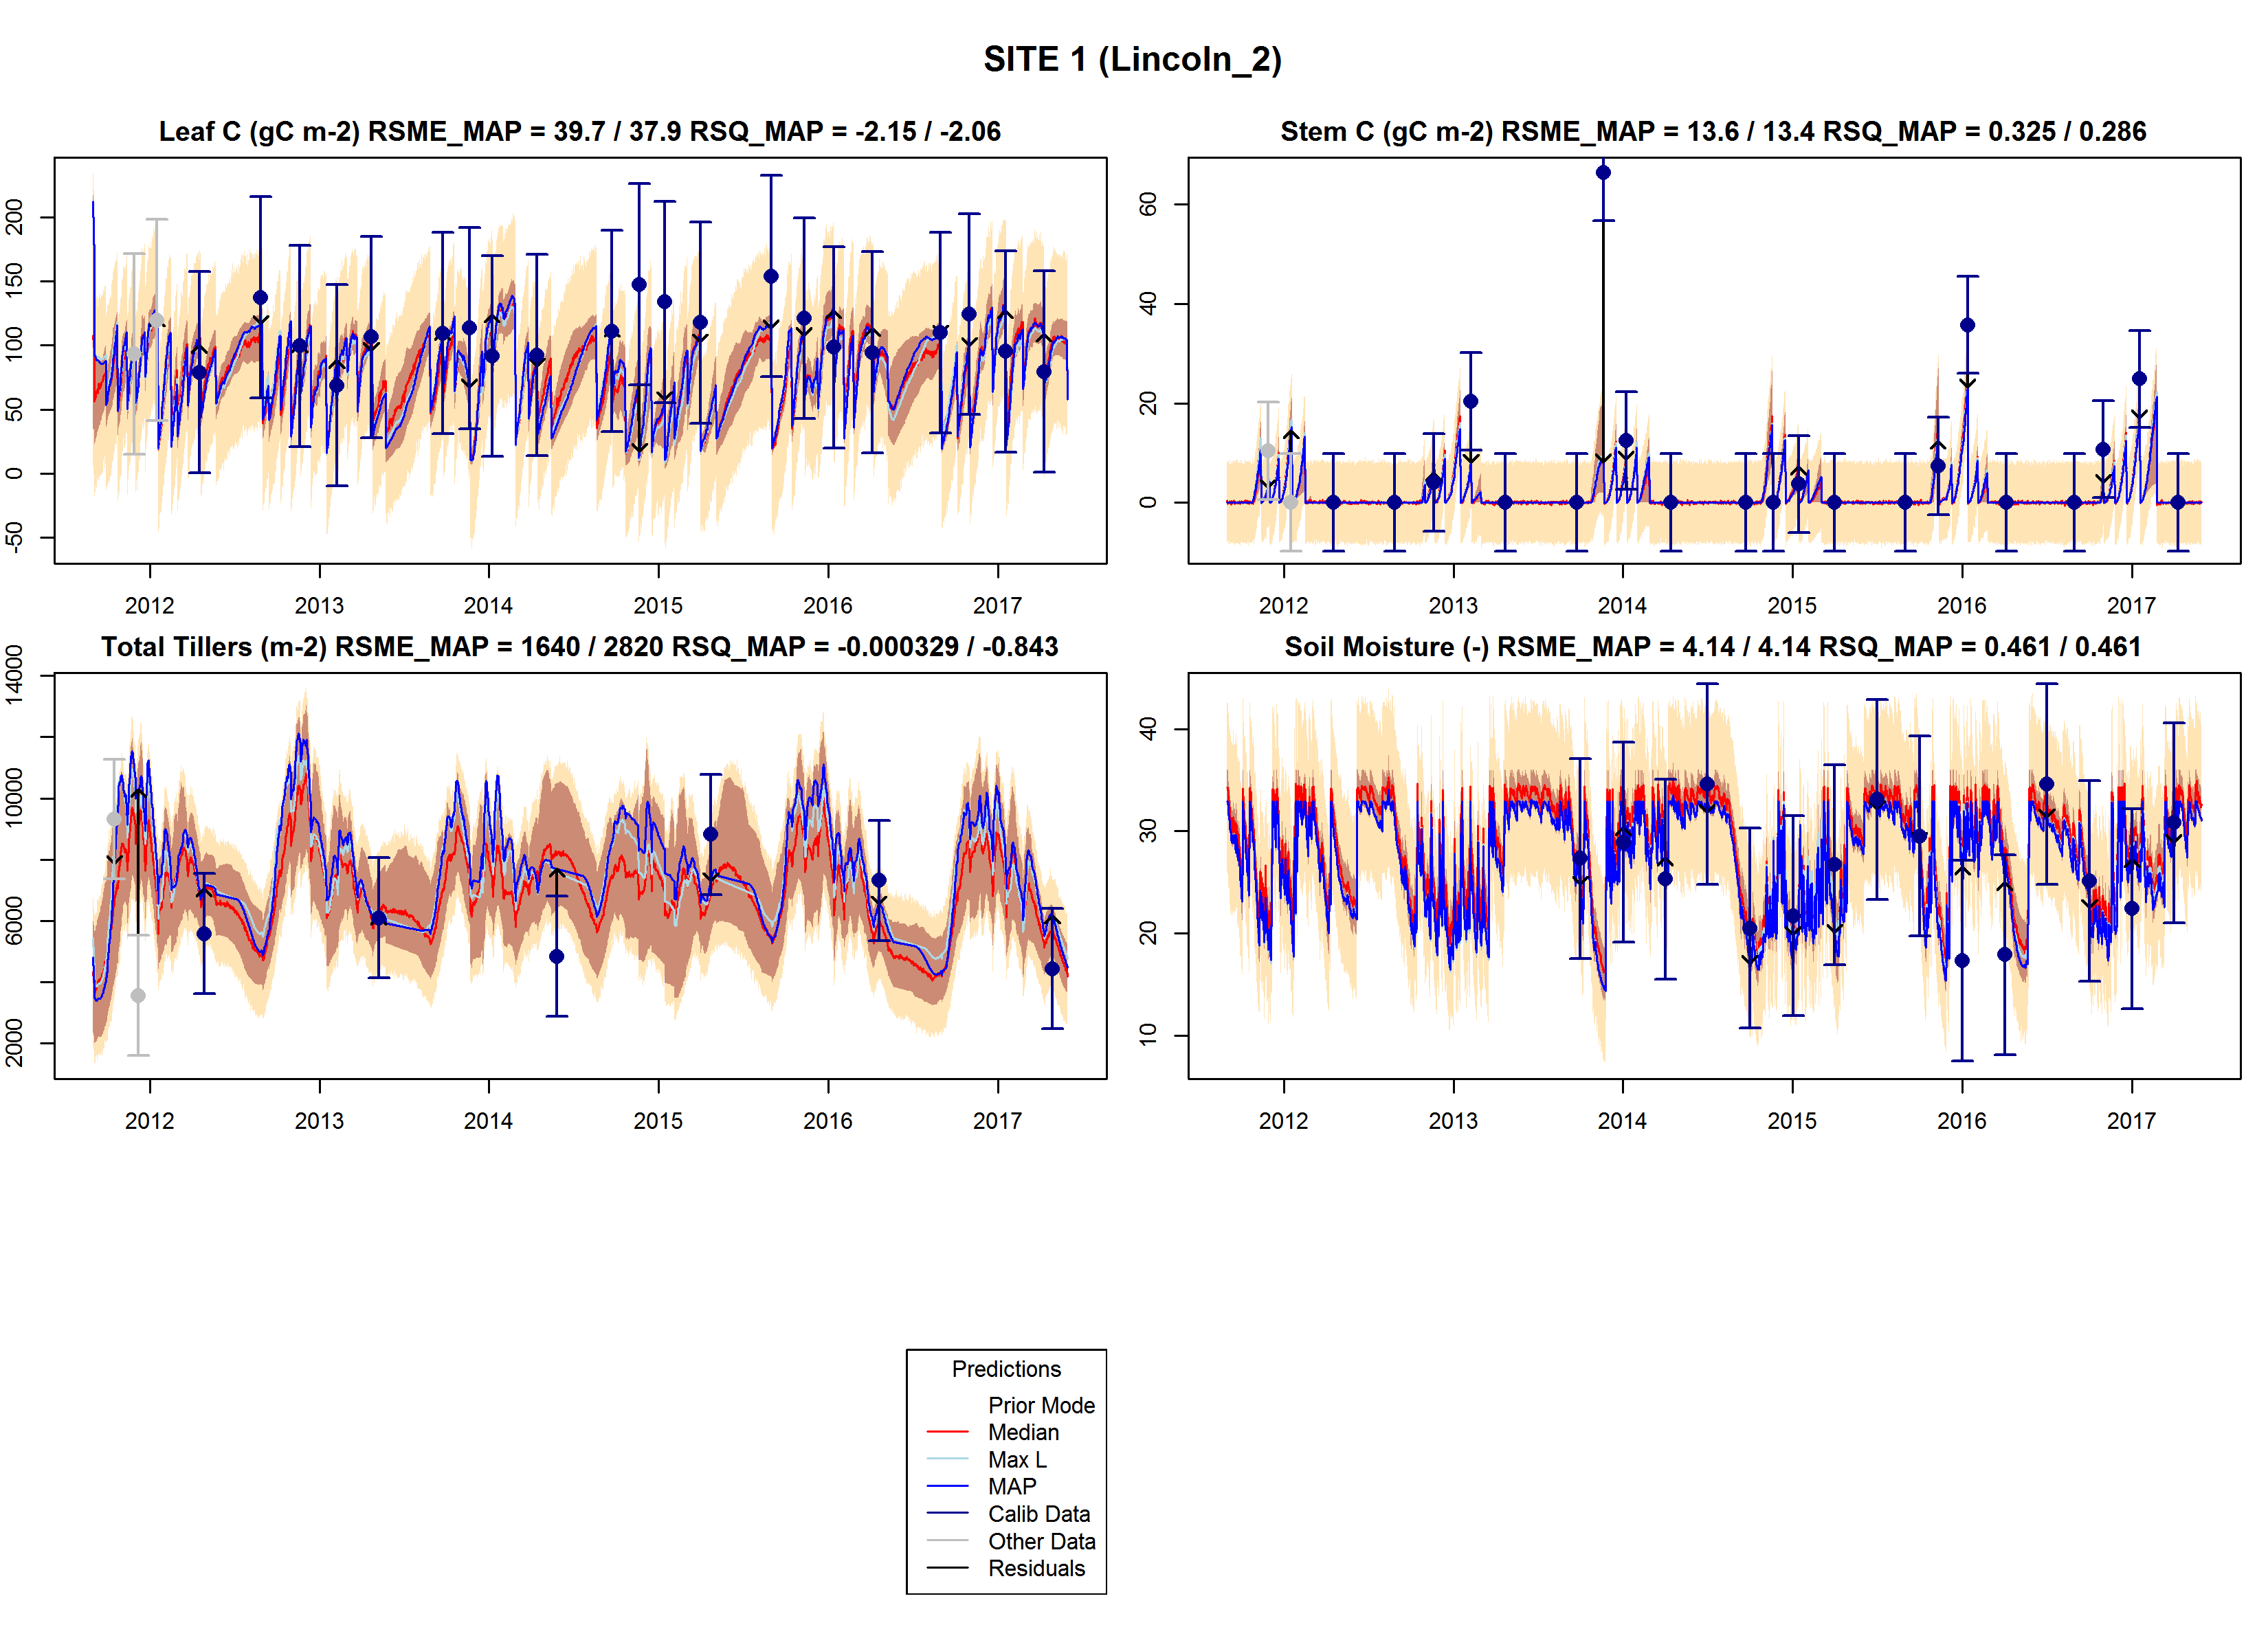 SITE 1 (Lincoln_2)
Leaf C (gC m-2) RSME_MAP = 39.7 / 37.9 RSQ_MAP = -2.15 / -2.06
200
150
100
50
0
-50
2012 2013 2014 2015 2016 2017
Stem C (gC m-2) RSME_MAP = 13.6 / 13.4 RSQ_MAP = 0.325 / 0.286
60
40
20
0
2012 2013 2014 2015 2016 2017
Total Tillers (m-2) RSME_MAP = 1640 / 2820 RSQ_MAP = -0.000329 / -0.843
14000
10000
6000
2000
2012 2013 2014 2015 2016 2017
Soil Moisture (-) RSME_MAP = 4.14 / 4.14 RSQ_MAP = 0.461 / 0.461
40
30
20
10
2012 2013 2014 2015 2016 2017
Predictions
Prior Mode
Median
Max L
MAP
Calib Data
Other Data
Residuals